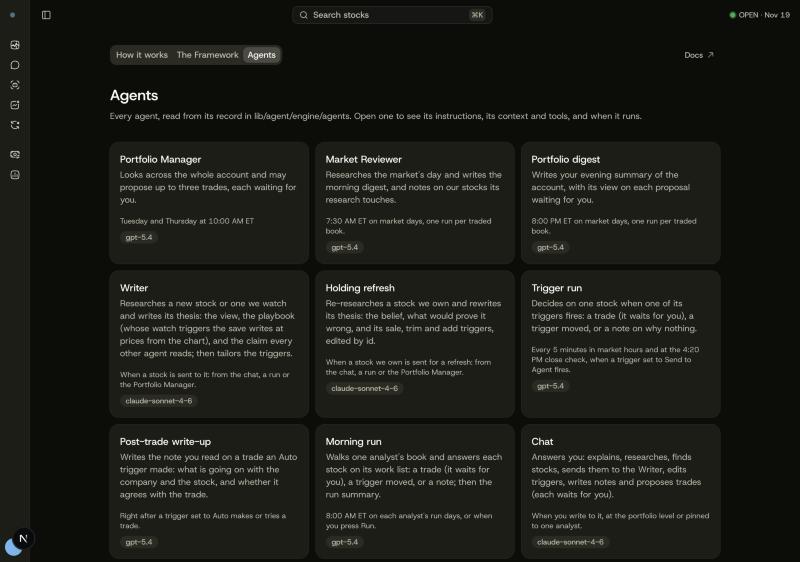 Search stocks
⌘K
OPEN · Nov 19
How it works
The Framework
Agents
Docs ↗
Agents
Every agent, read from its record in lib/agent/engine/agents. Open one to see its instructions, its context and tools, and when it runs.
Portfolio Manager
Looks across the whole account and may
propose up to three trades, each waiting for
you.
Tuesday and Thursday at 10:00 AM ET
gpt-5.4
Market Reviewer
Researches the market's day and writes the
morning digest, and notes on our stocks its
research touches.
7:30 AM ET on market days, one run per traded
book.
gpt-5.4
Portfolio digest
Writes your evening summary of the
account, with its view on each proposal
waiting for you.
8:00 PM ET on market days, one run per traded
book.
gpt-5.4
Writer
Researches a new stock or one we watch
and writes its thesis: the view, the playbook
(whose watch triggers the save writes at
prices from the chart), and the claim every
other agent reads; then tailors the triggers.
When a stock is sent to it: from the chat, a run or
the Portfolio Manager.
claude-sonnet-4-6
Holding refresh
Re-researches a stock we own and rewrites
its thesis: the belief, what would prove it
wrong, and its sale, trim and add triggers,
edited by id.
When a stock we own is sent for a refresh: from
the chat, a run or the Portfolio Manager.
claude-sonnet-4-6
Trigger run
Decides on one stock when one of its
triggers fires: a trade (it waits for you), a
trigger moved, or a note on why nothing.
Every 5 minutes in market hours and at the 4:20
PM close check, when a trigger set to Send to
Agent fires.
gpt-5.4
Post-trade write-up
Writes the note you read on a trade an Auto
trigger made: what is going on with the
company and the stock, and whether it
agrees with the trade.
Right after a trigger set to Auto makes or tries a
trade.
gpt-5.4
Morning run
Walks one analyst's book and answers each
stock on its work list: a trade (it waits for
you), a trigger moved, or a note; then the
run summary.
8:00 AM ET on each analyst's run days, or when
you press Run.
gpt-5.4
Chat
Answers you: explains, researches, finds
stocks, sends them to the Writer, edits
triggers, writes notes and proposes trades
(each waits for you).
When you write to it, at the portfolio level or pinned
to one analyst.
claude-sonnet-4-6
N